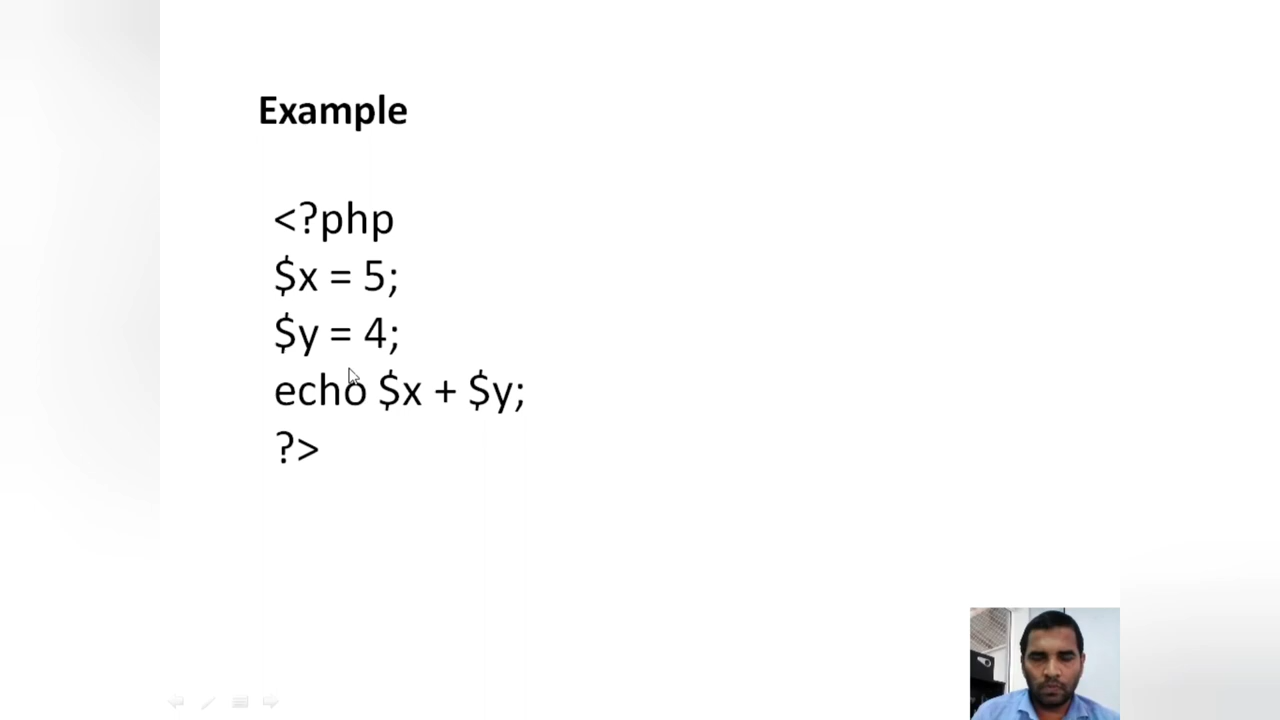 Example
<?php
$x = 5;
$y = 4;
echo $x + $y;
?>